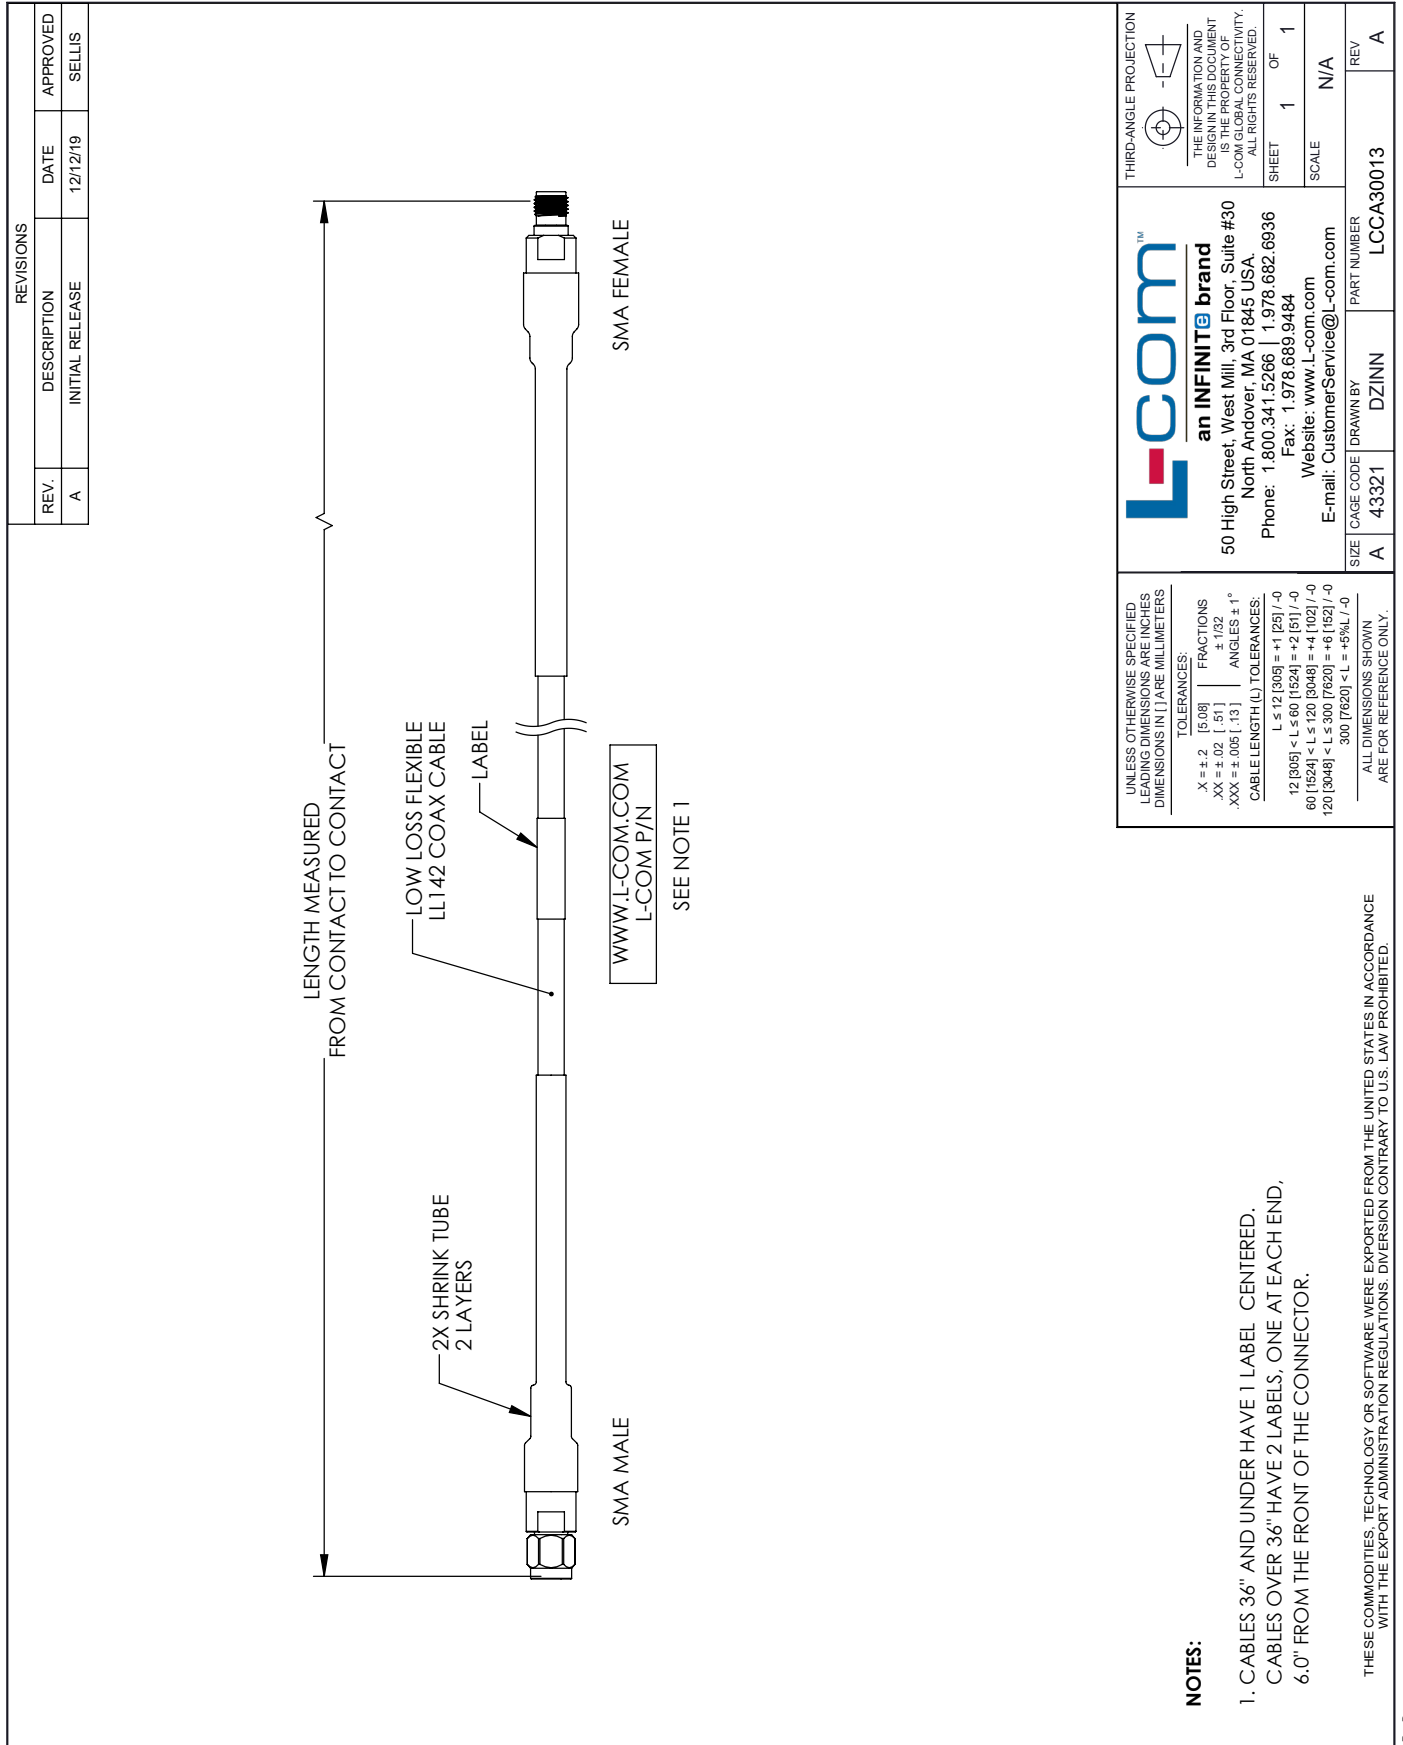 REVISIONS
REV. DESCRIPTION DATE APPROVED
A INITIAL RELEASE 12/12/19 SELLIS
LENGTH MEASURED
FROM CONTACT TO CONTACT
2X SHRINK TUBE
2 LAYERS
LOW LOSS FLEXIBLE
LL142 COAX CABLE
LABEL
SMA MALE
WWW.L-COM.COM
L-COM P/N
SEE NOTE 1
SMA FEMALE
NOTES:
1. CABLES 36" AND UNDER HAVE 1 LABEL CENTERED.
CABLES OVER 36" HAVE 2 LABELS, ONE AT EACH END,
6.0" FROM THE FRONT OF THE CONNECTOR.
THESE COMMODITIES, TECHNOLOGY OR SOFTWARE WERE EXPORTED FROM THE UNITED STATES IN ACCORDANCE
WITH THE EXPORT ADMINISTRATION REGULATIONS. DIVERSION CONTRARY TO U.S. LAW PROHIBITED.
UNLESS OTHERWISE SPECIFIED
LEADING DIMENSIONS ARE INCHES
DIMENSIONS IN [ ] ARE MILLIMETERS
TOLERANCES:
.X = ± .2 [5.08] FRACTIONS
.XX = ± .02 [ .51 ] ± 1/32
.XXX = ± .005 [ .13 ] ANGLES ± 1°
CABLE LENGTH (L) TOLERANCES:
L ≤ 12 [305] = +1 [25] / -0
12 [305] < L ≤ 60 [1524] = +2 [51] / -0
60 [1524] < L ≤ 120 [3048] = +4 [102] / -0
120 [3048] < L ≤ 300 [7620] = +6 [152] / -0
300 [7620] < L = +5%L / -0
ALL DIMENSIONS SHOWN
ARE FOR REFERENCE ONLY.
L-com™
an INFINITe brand
50 High Street, West Mill, 3rd Floor, Suite #30
North Andover, MA 01845 USA.
Phone: 1.800.341.5266 | 1.978.682.6936
Fax: 1.978.689.9484
Website: www.L-com.com
E-mail: CustomerService@L-com.com
THIRD-ANGLE PROJECTION
THE INFORMATION AND
DESIGN IN THIS DOCUMENT
IS THE PROPERTY OF
L-COM GLOBAL CONNECTIVITY.
ALL RIGHTS RESERVED.
SHEET 1 OF 1
SCALE N/A
SIZE CAGE CODE DRAWN BY PART NUMBER REV
A 43321 DZINN LCCA30013 A